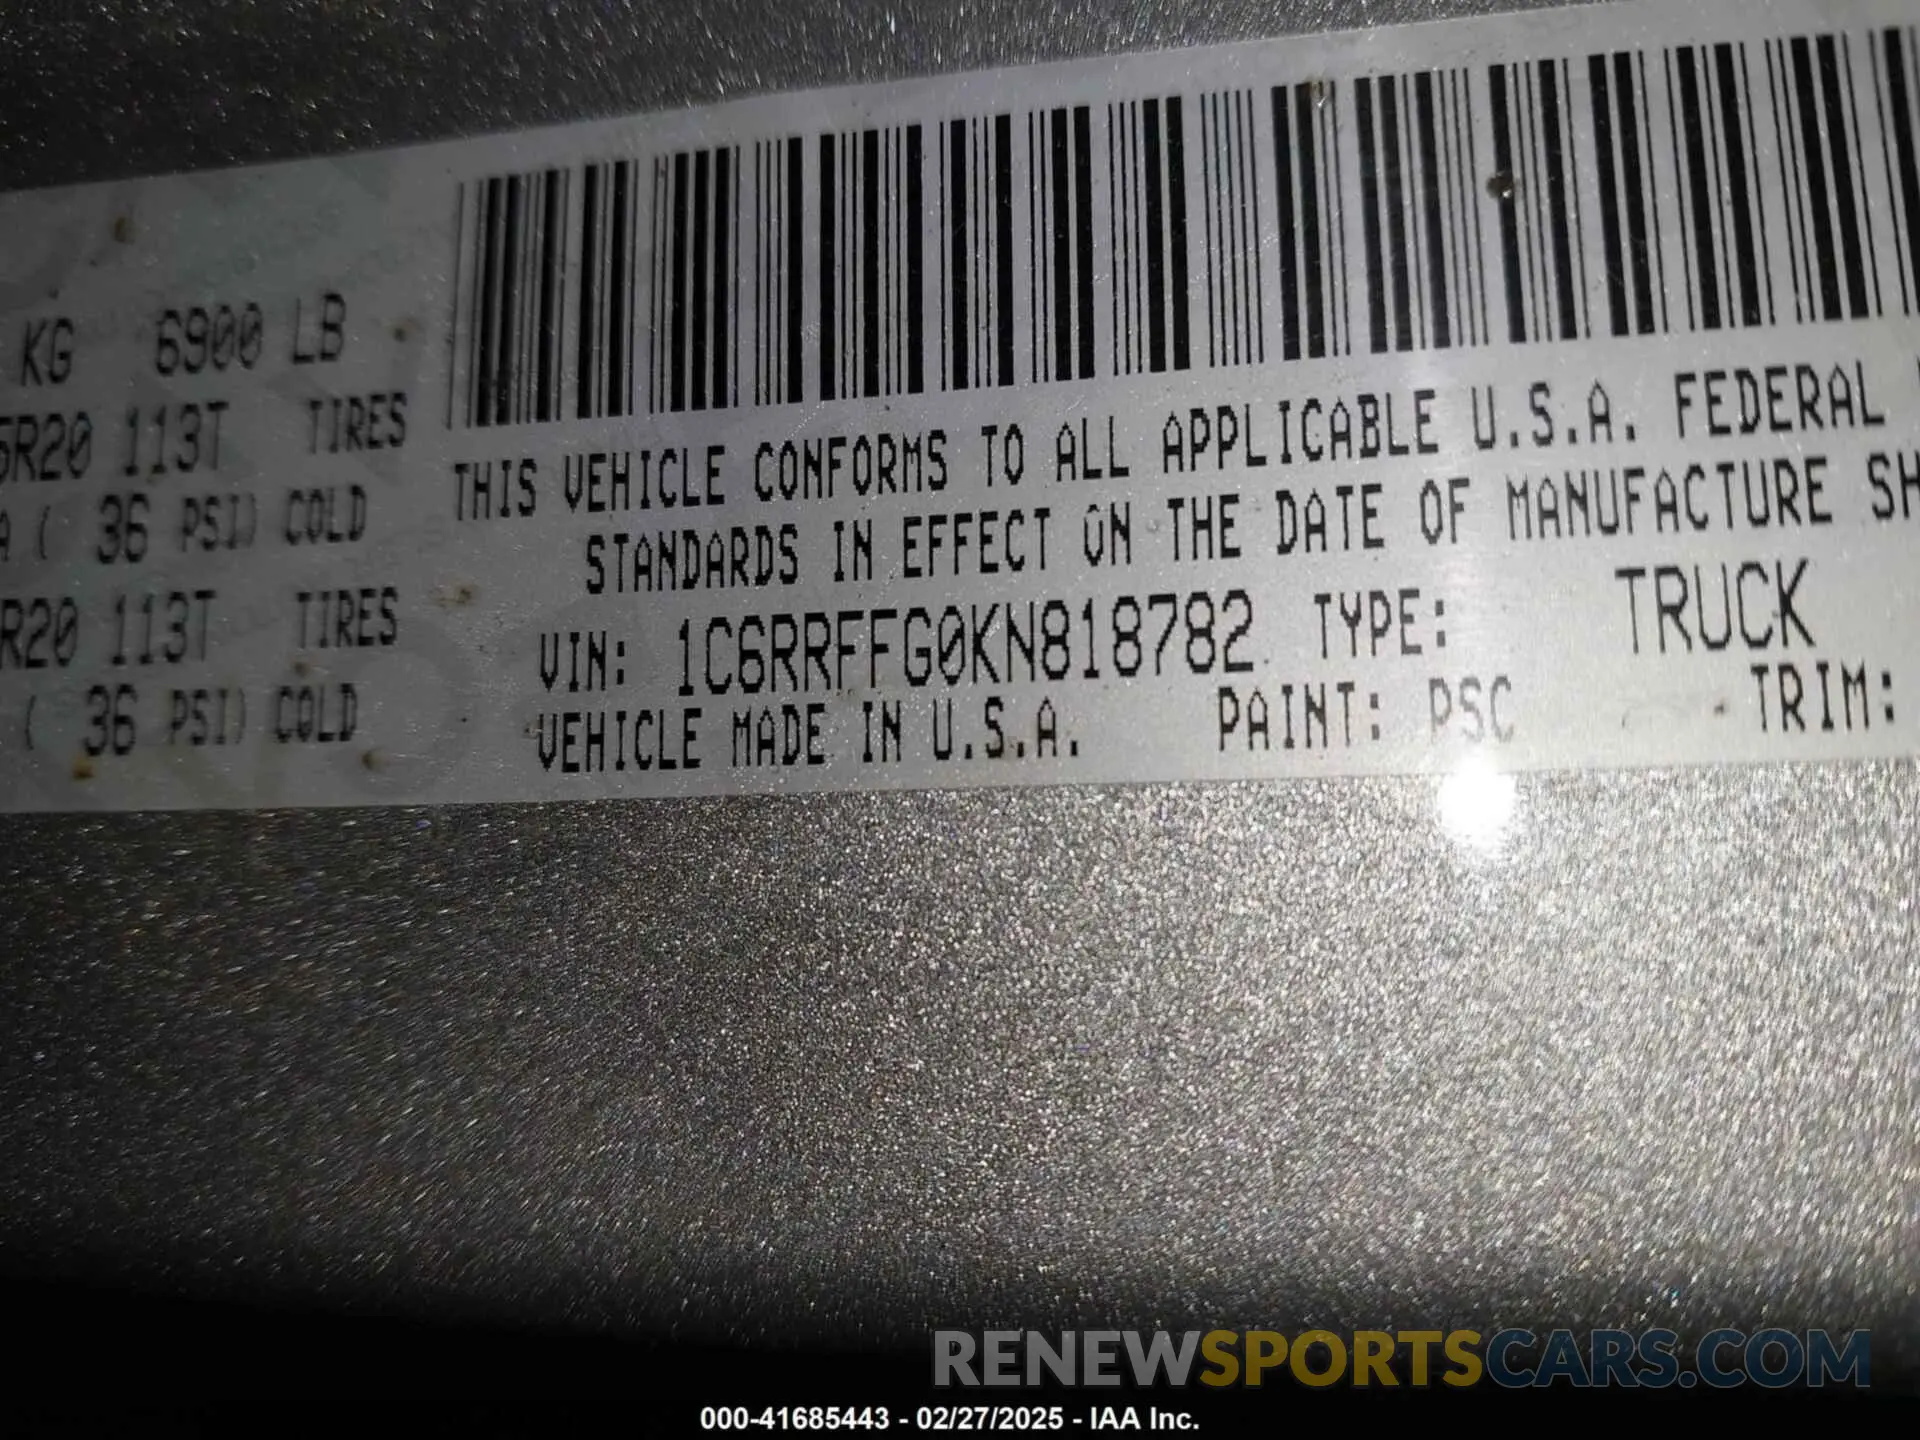 KG 6900 LB
5R20 113T TIRES
A ( 36 PSI) COLD
R20 113T TIRES
( 36 PSI) COLD
THIS VEHICLE CONFORMS TO ALL APPLICABLE U.S.A. FEDERAL
STANDARDS IN EFFECT ON THE DATE OF MANUFACTURE SH
VIN: 1C6RRFFG0KN818782 TYPE: TRUCK
VEHICLE MADE IN U.S.A. PAINT: PSC TRIM:
RENEWSPORTSCARS.COM
000-41685443 - 02/27/2025 - IAA Inc.